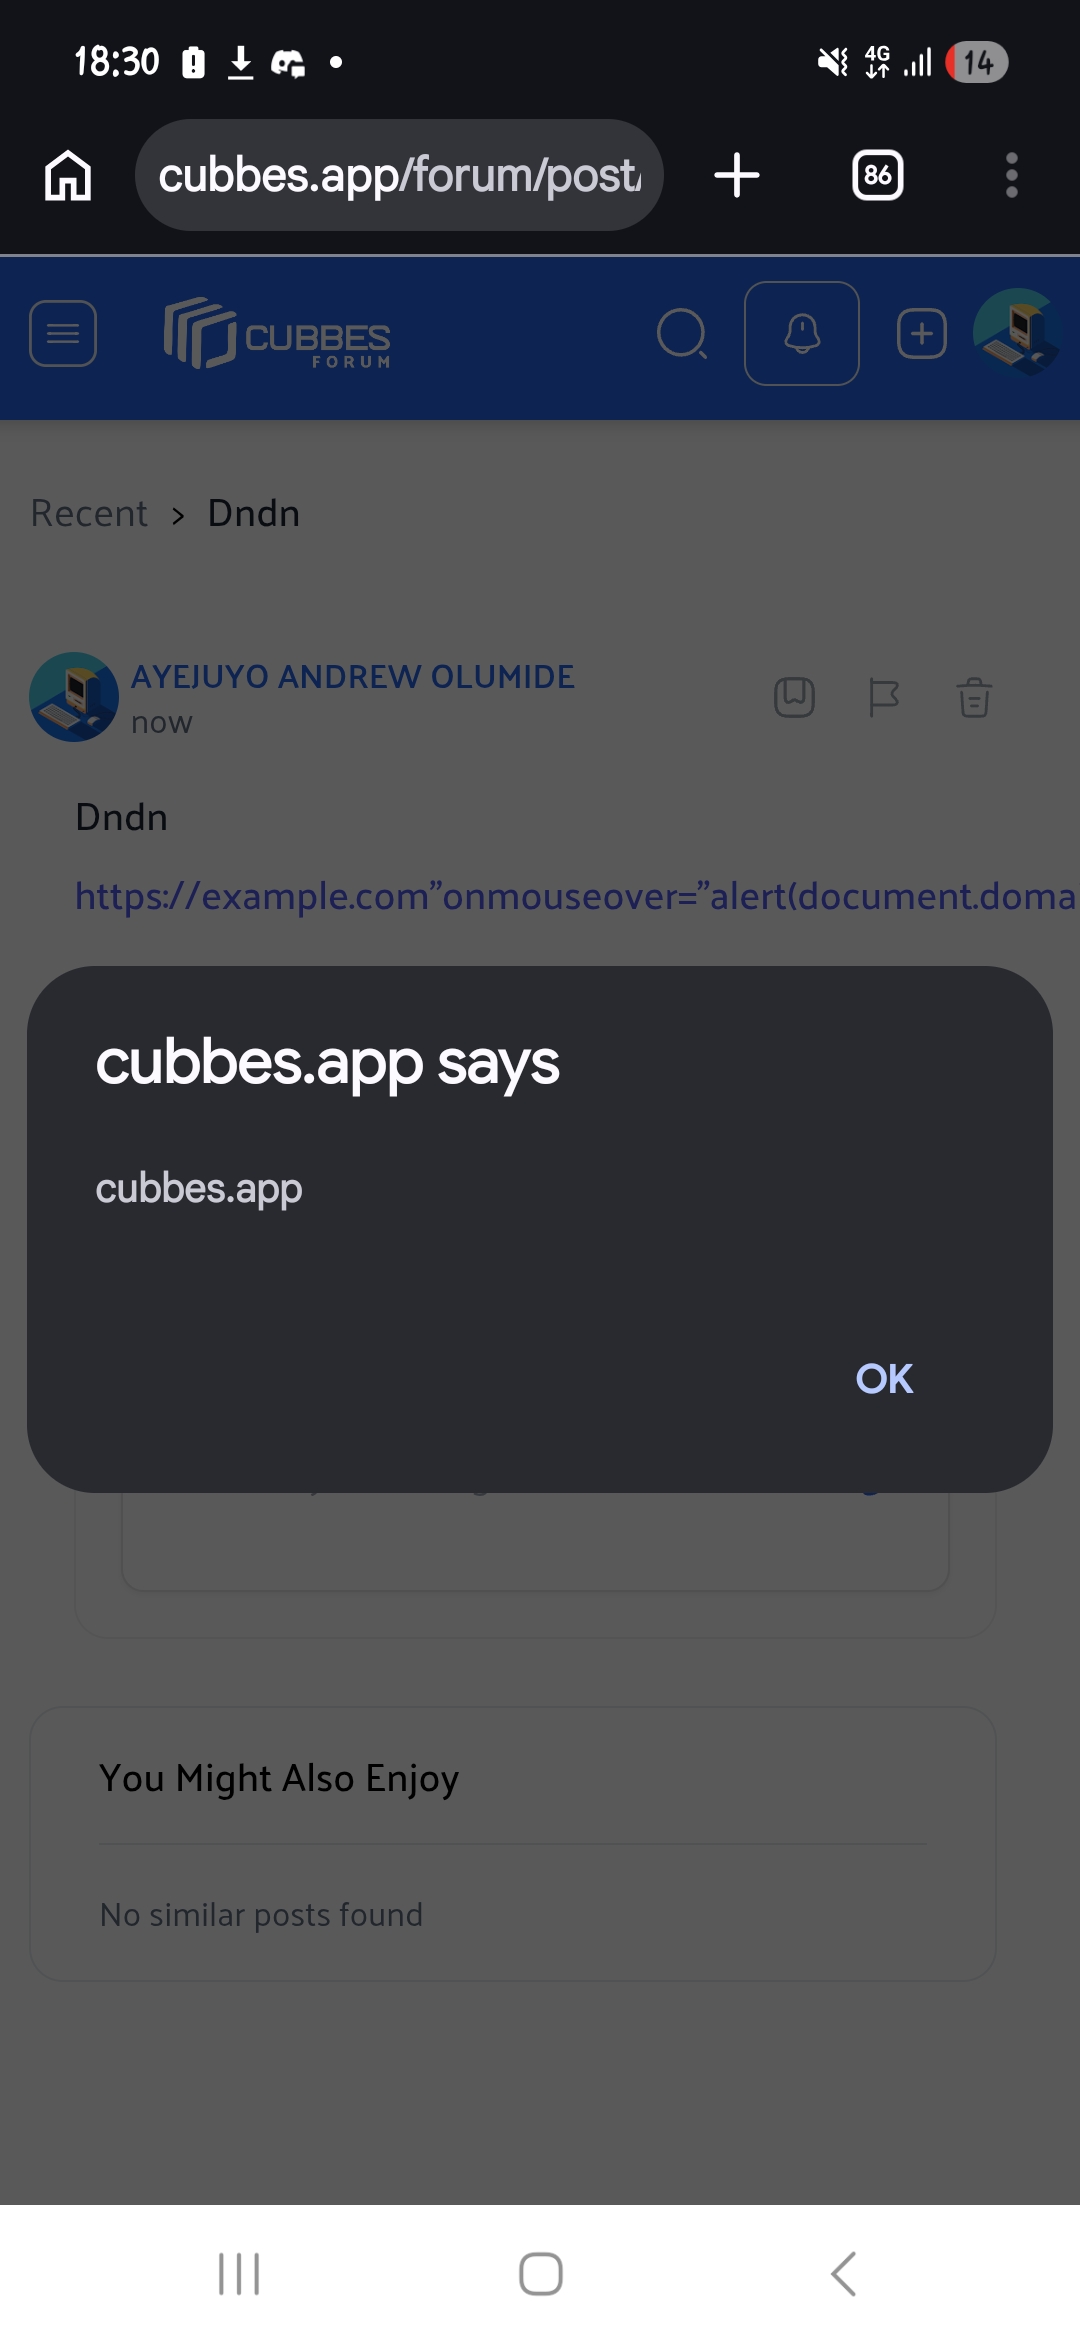 18:30
4G
14
cubbes.app/forum/post/
86
CUBBES
FORUM
Recent > Dndn
AYEJUYO ANDREW OLUMIDE
now
Dndn
https://example.com”onmouseover=”alert(document.doma
cubbes.app says
cubbes.app
OK
You Might Also Enjoy
No similar posts found